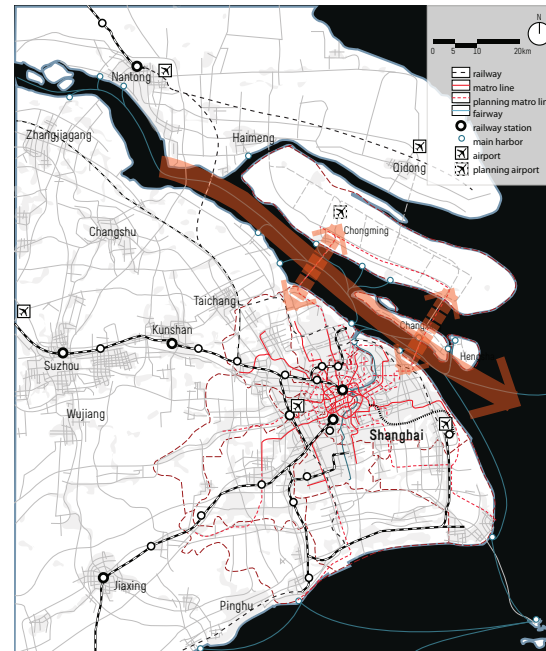 N
0 5 10 20km
railway
matro line
planning matro lin
fairway
railway station
main harbor
airport
planning airport
Nantong
Zhangjiagang
Haimeng
Qidong
Changshu
Chongming
Taichang
Chang
Kunshan
Suzhou
Wujiang
Shanghai
Jiaxing
Pinghu